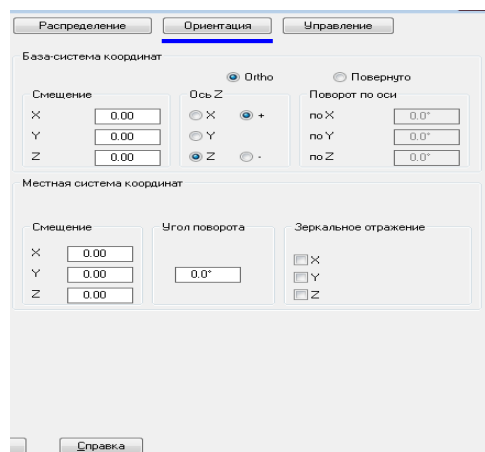 Распределение Ориентация Управление
База-система координат
Ortho Повернуто
Смещение Ось Z Поворот по оси
X 0.00 X + по X 0.0°
Y 0.00 Y по Y 0.0°
Z 0.00 Z - по Z 0.0°
Местная система координат
Смещение Угол поворота Зеркальное отражение
X 0.00 X
Y 0.00 0.0° Y
Z 0.00 Z
Справка